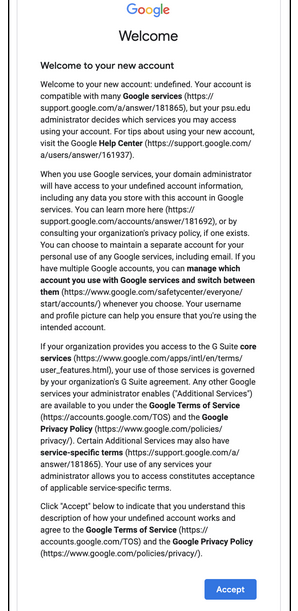 Google
Welcome
Welcome to your new account
Welcome to your new account: undefined. Your account is
compatible with many Google services (https://
support.google.com/a/answer/181865), but your psu.edu
administrator decides which services you may access
using your account. For tips about using your new account,
visit the Google Help Center (https://support.google.com/
a/users/answer/161937).
When you use Google services, your domain administrator
will have access to your undefined account information,
including any data you store with this account in Google
services. You can learn more here (https://
support.google.com/accounts/answer/181692), or by
consulting your organization's privacy policy, if one exists.
You can choose to maintain a separate account for your
personal use of any Google services, including email. If you
have multiple Google accounts, you can manage which
account you use with Google services and switch between
them (https://www.google.com/safetycenter/everyone/
start/accounts/) whenever you choose. Your username
and profile picture can help you ensure that you're using the
intended account.
If your organization provides you access to the G Suite core
services (https://www.google.com/apps/intl/en/terms/
user_features.html), your use of those services is governed
by your organization's G Suite agreement. Any other Google
services your administrator enables ("Additional Services")
are available to you under the Google Terms of Service
(https://accounts.google.com/TOS) and the Google
Privacy Policy (https://www.google.com/policies/
privacy/). Certain Additional Services may also have
service-specific terms (https://support.google.com/a/
answer/181865). Your use of any services your
administrator allows you to access constitutes acceptance
of applicable service-specific terms.
Click "Accept" below to indicate that you understand this
description of how your undefined account works and
agree to the Google Terms of Service (https://
accounts.google.com/TOS) and the Google Privacy Policy
(https://www.google.com/policies/privacy/).
Accept